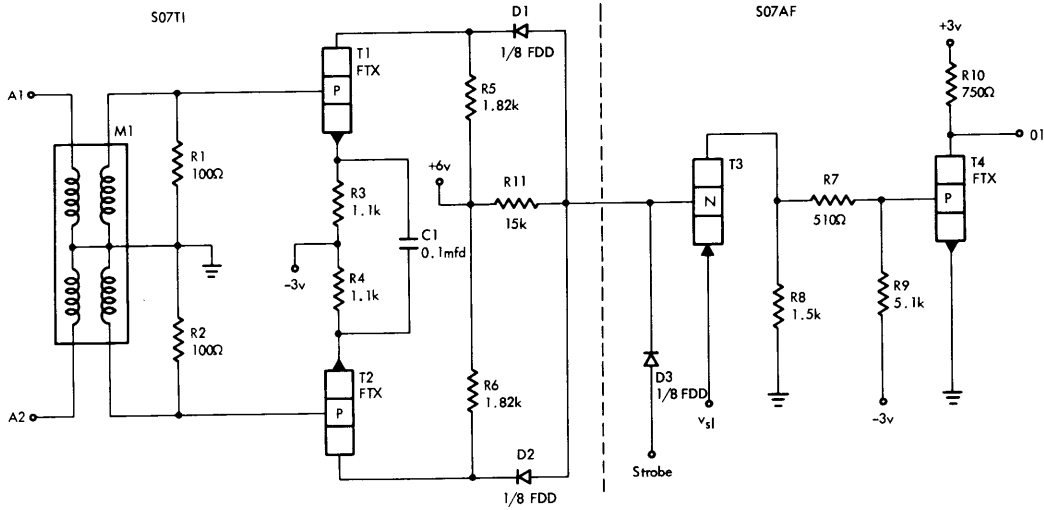 S07TI
S07AF
D1
1/8 FDD
+3v
T1
FTX
P
R10
750Ω
A1
R5
1.82k
M1
01
R1
100Ω
T3
T4
FTX
+6v
R11
15k
R7
510Ω
N
P
R3
1.1k
C1
0.1mfd
-3v
R4
1.1k
R8
1.5k
R9
5.1k
R2
100Ω
T2
FTX
R6
1.82k
D3
1/8 FDD
A2
P
vsl
-3v
D2
1/8 FDD
Strobe